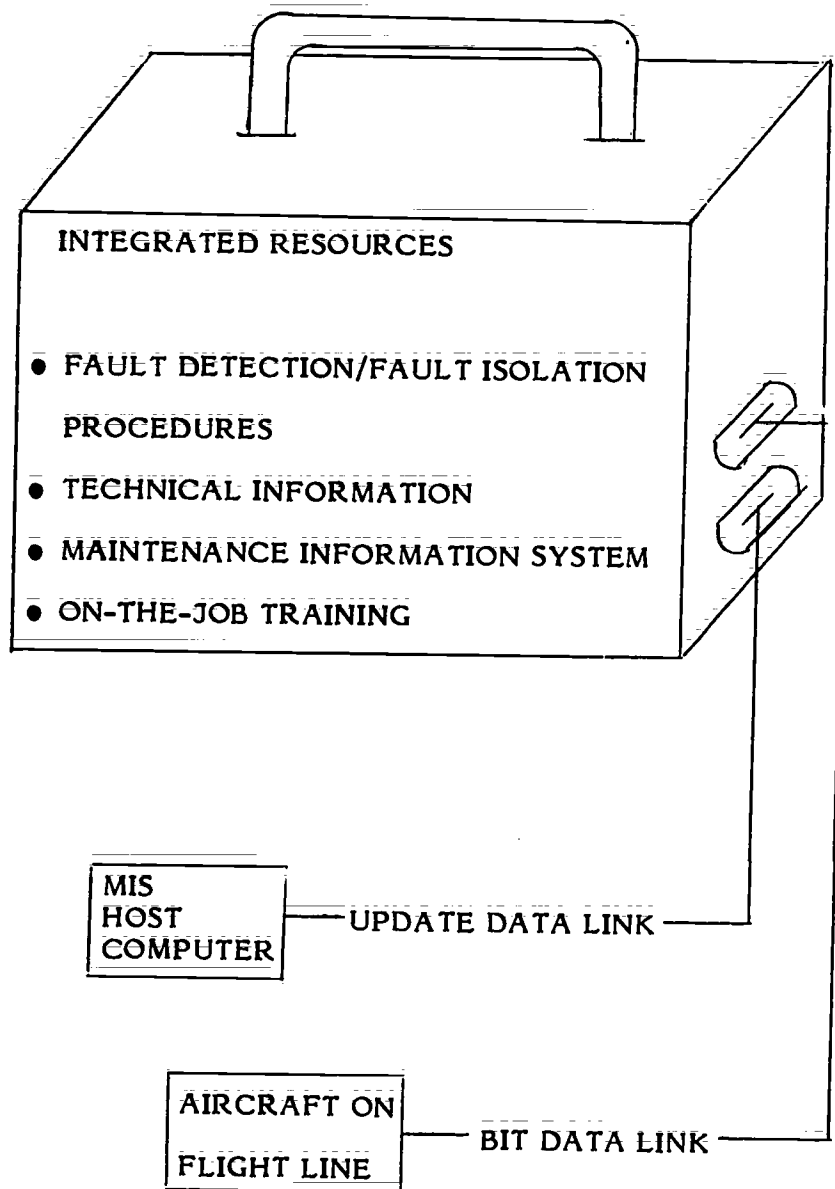 INTEGRATED RESOURCES
● FAULT DETECTION/FAULT ISOLATION
PROCEDURES
● TECHNICAL INFORMATION
● MAINTENANCE INFORMATION SYSTEM
● ON-THE-JOB TRAINING
MIS
HOST
COMPUTER
UPDATE DATA LINK
AIRCRAFT ON
FLIGHT LINE
BIT DATA LINK